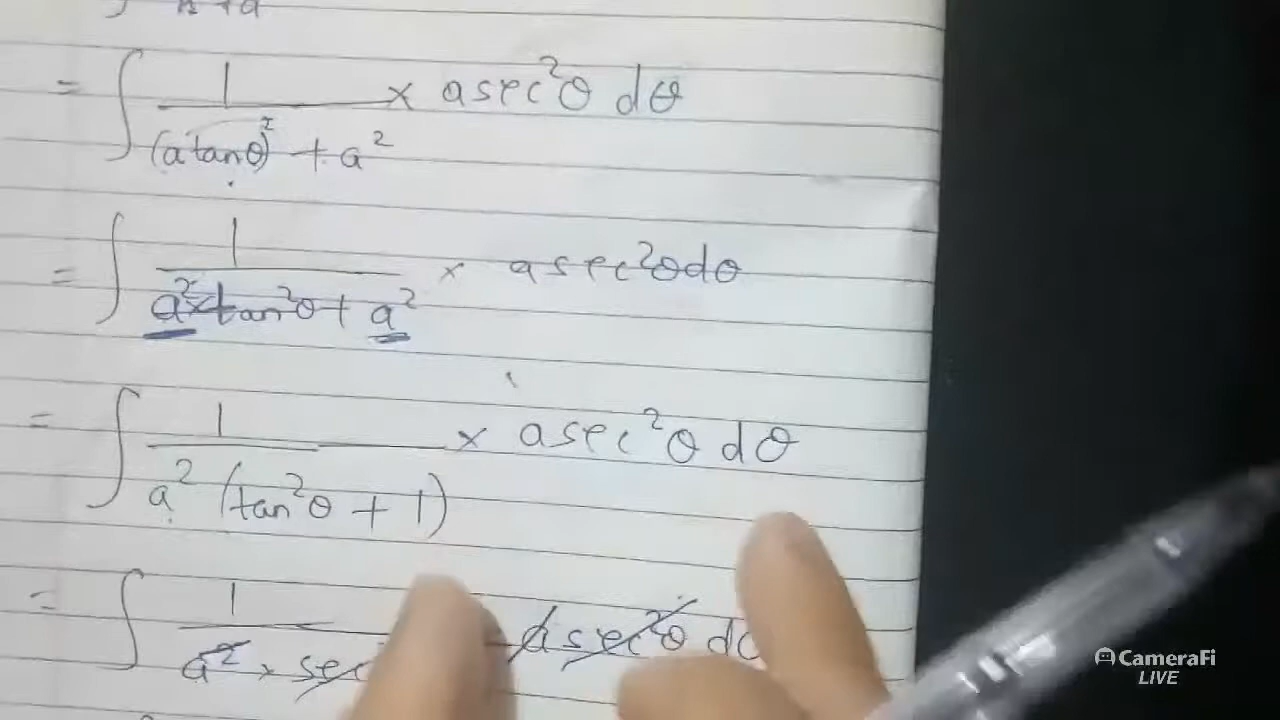 = ∫ 1/((a tanθ)² + a²) × a sec²θ dθ
= ∫ 1/(a² × tan²θ + a²) × a sec²θ dθ
= ∫ 1/(a² (tan²θ + 1)) × a sec²θ dθ
= ∫ 1/(a² × sec a sec²θ d
CameraFi
LIVE